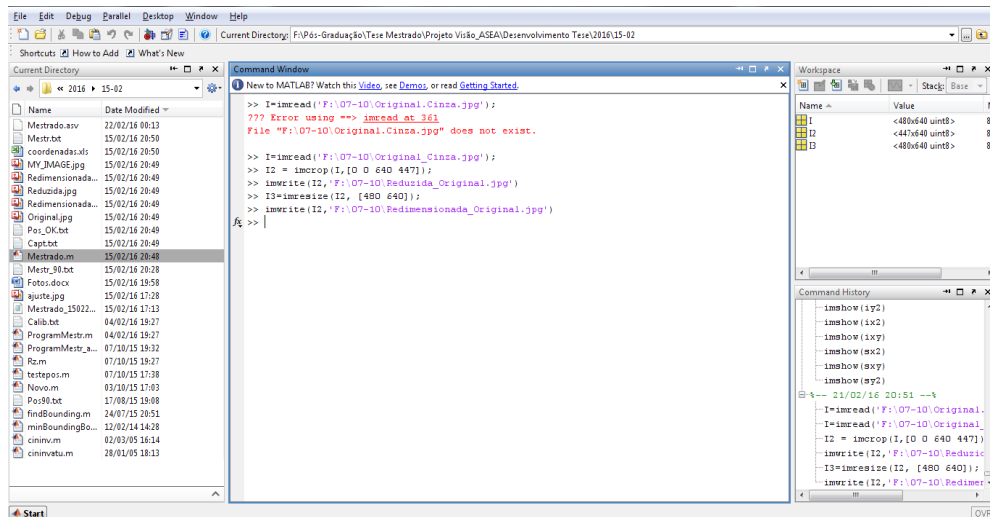 File Edit Debug Parallel Desktop Window Help
Current Directory: F:\Pós-Graduação\Tese Mestrado\Projeto Visão_ASEA\Desenvolvimento Tese\2016\15-02
Shortcuts How to Add What's New
Current Directory
« 2016 15-02
Name Date Modified
Mestrado.asv 22/02/16 00:13
Mestr.txt 15/02/16 20:50
coordenadas.xls 15/02/16 20:50
MY_IMAGE.jpg 15/02/16 20:49
Redimensionada... 15/02/16 20:49
Reduzida.jpg 15/02/16 20:49
Redimensionada... 15/02/16 20:49
Original.jpg 15/02/16 20:49
Pos_OK.txt 15/02/16 20:49
Capt.txt 15/02/16 20:49
Mestrado.m 15/02/16 20:48
Mestr_90.txt 15/02/16 20:28
Fotos.docx 15/02/16 19:58
ajuste.jpg 15/02/16 17:28
Mestrado_15022... 15/02/16 17:13
Calib.txt 04/02/16 19:27
ProgramMestr.m 04/02/16 19:27
ProgramMestr_a... 07/10/15 19:32
Rz.m 07/10/15 19:27
testepos.m 07/10/15 17:38
Novo.m 03/10/15 17:03
Pos90.txt 17/08/15 19:08
findBounding.m 24/07/15 20:51
minBoundingBo... 12/02/14 14:28
cininv.m 02/03/05 16:14
cininvatu.m 28/01/05 18:13
Command Window
New to MATLAB? Watch this Video, see Demos, or read Getting Started.
>> I=imread('F:\07-10\Original.Cinza.jpg');
??? Error using ==> imread at 361
File "F:\07-10\Original.Cinza.jpg" does not exist.
>> I=imread('F:\07-10\Original_Cinza.jpg');
>> I2 = imcrop(I,[0 0 640 447]);
>> imwrite(I2,'F:\07-10\Reduzida_Original.jpg')
>> I3=imresize(I2, [480 640]);
>> imwrite(I2,'F:\07-10\Redimensionada_Original.jpg')
fx >>
Workspace
Stack: Base
Name Value
I <480x640 uint8> 8
I2 <447x640 uint8> 8
I3 <480x640 uint8> 8
Command History
imshow(iy2)
imshow(ix2)
imshow(ixy)
imshow(sx2)
imshow(sxy)
imshow(sy2)
%-- 21/02/16 20:51 --%
I=imread('F:\07-10\Original.
I=imread('F:\07-10\Original_
I2 = imcrop(I,[0 0 640 447])
imwrite(I2,'F:\07-10\Reduzid
I3=imresize(I2, [480 640]);
imwrite(I2,'F:\07-10\Redimen
Start
OVR